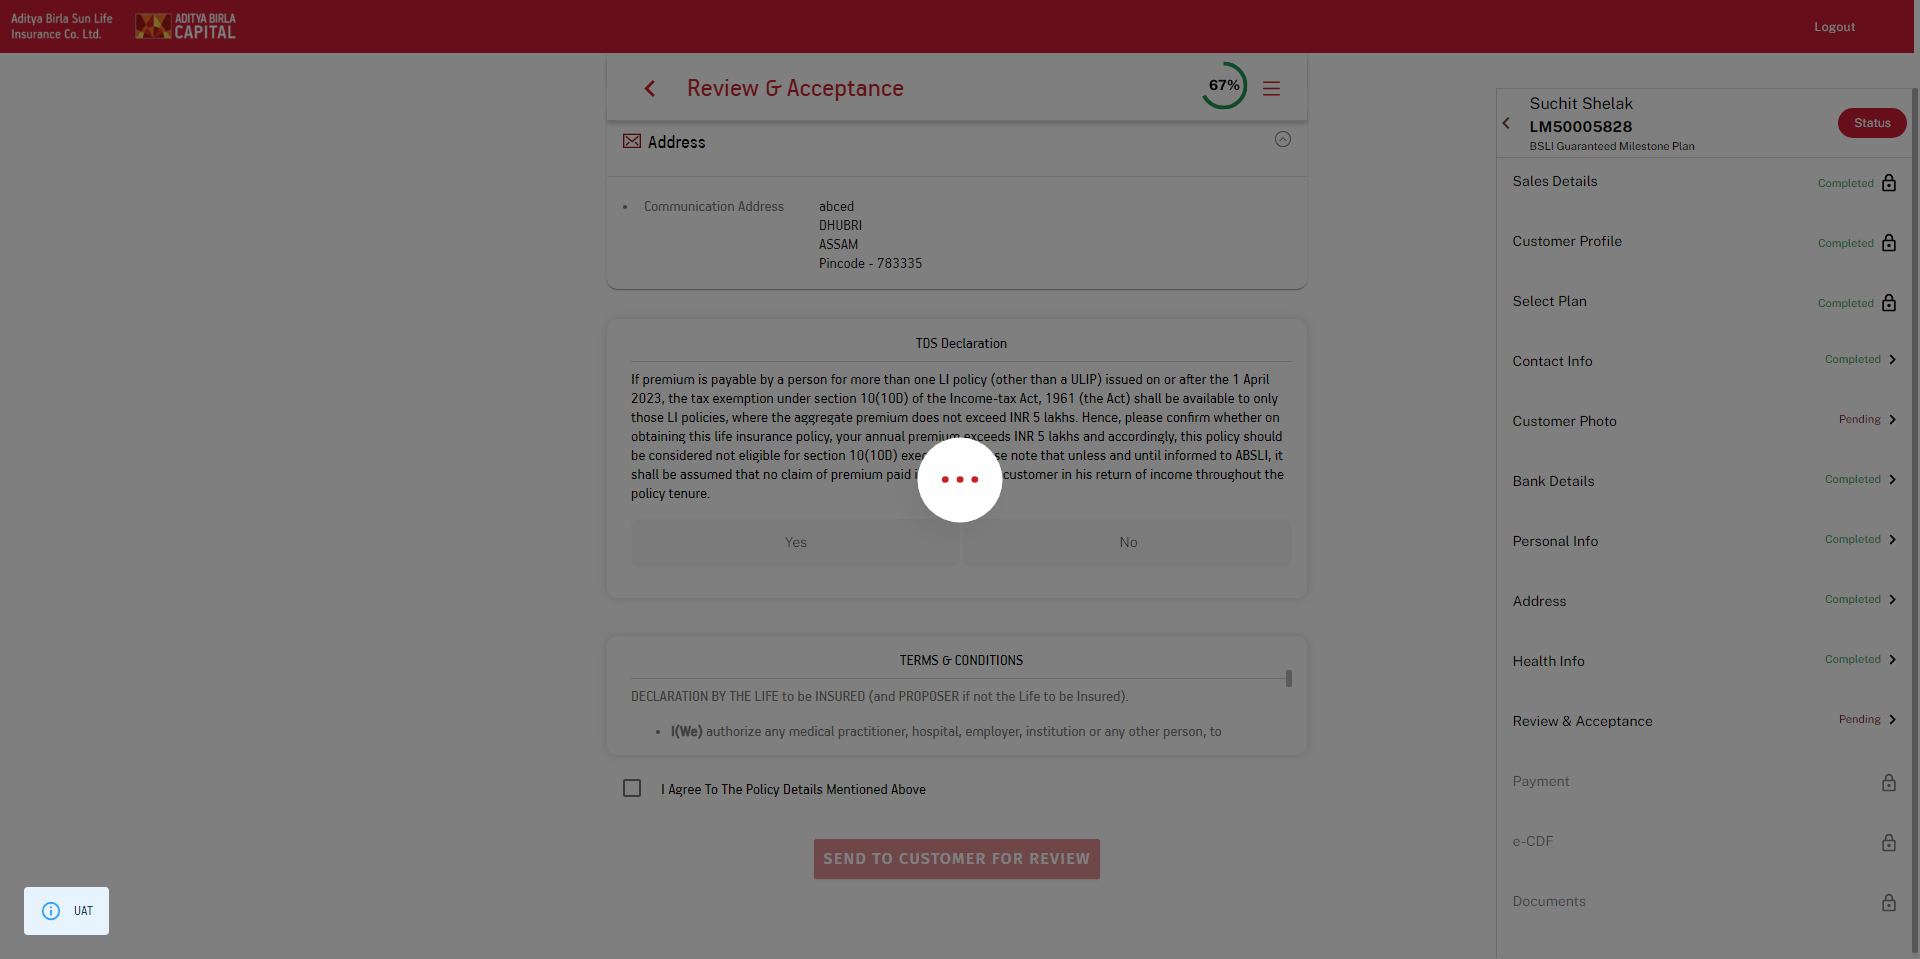 Aditya Birla Sun Life
Insurance Co. Ltd.
ADITYA BIRLA
CAPITAL
Logout
Review & Acceptance
67%
Address
Communication Address
abced
DHUBRI
ASSAM
Pincode - 783335
TDS Declaration
If premium is payable by a person for more than one LI policy (other than a ULIP) issued on or after the 1 April
2023, the tax exemption under section 10(10D) of the Income-tax Act, 1961 (the Act) shall be available to only
those LI policies, where the aggregate premium does not exceed INR 5 lakhs. Hence, please confirm whether on
obtaining this life insurance policy, your annual premium exceeds INR 5 lakhs and accordingly, this policy should
be considered not eligible for section 10(10D) note that unless and until informed to ABSLI, it
shall be assumed that no claim of premium paid customer in his return of income throughout the
policy tenure.
Yes
No
TERMS & CONDITIONS
DECLARATION BY THE LIFE to be INSURED (and PROPOSER if not the Life to be Insured).
• I(We) authorize any medical practitioner, hospital, employer, institution or any other person, to
I Agree To The Policy Details Mentioned Above
SEND TO CUSTOMER FOR REVIEW
UAT
Suchit Shelak
LM50005828
BSLI Guaranteed Milestone Plan
Status
Sales Details Completed
Customer Profile Completed
Select Plan Completed
Contact Info Completed
Customer Photo Pending
Bank Details Completed
Personal Info Completed
Address Completed
Health Info Completed
Review & Acceptance Pending
Payment
e-CDF
Documents